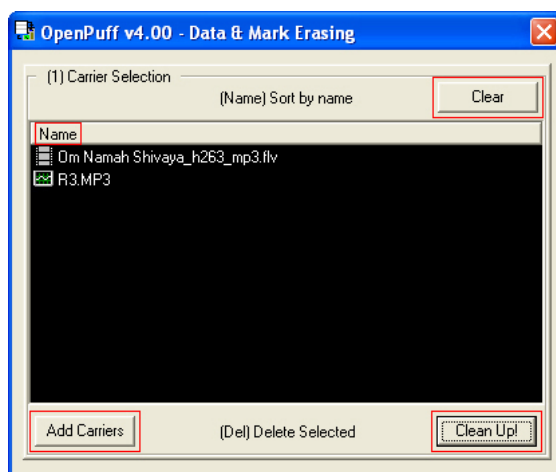 OpenPuff v4.00 - Data & Mark Erasing
(1) Carrier Selection
(Name) Sort by name
Clear
Name
Om Namah Shivaya_h263_mp3.flv
R3.MP3
Add Carriers
(Del) Delete Selected
Clean Up!